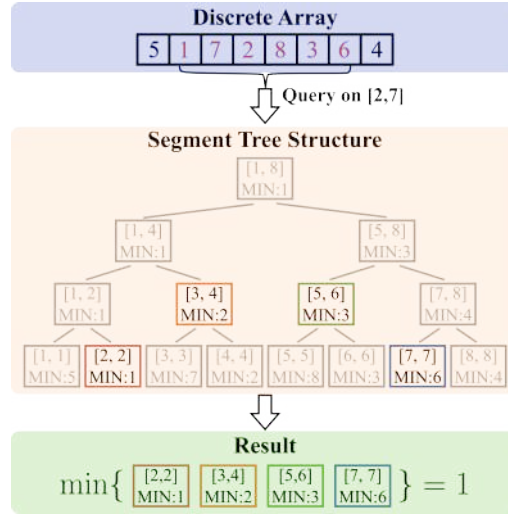 Discrete Array
5 1 7 2 8 3 6 4
Query on [2,7]
Segment Tree Structure
[1, 8]
MIN:1
[1, 4] [5, 8]
MIN:1 MIN:3
[1, 2] [3, 4] [5, 6] [7, 8]
MIN:1 MIN:2 MIN:3 MIN:4
[1, 1] [2, 2] [3, 3] [4, 4] [5, 5] [6, 6] [7, 7] [8, 8]
MIN:5 MIN:1 MIN:7 MIN:2 MIN:8 MIN:3 MIN:6 MIN:4
Result
min{ [2,2] [3,4] [5,6] [7, 7] } = 1
MIN:1 MIN:2 MIN:3 MIN:6